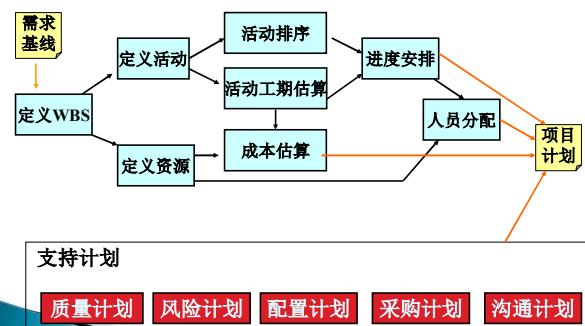 需求
基线
定义WBS
定义活动
活动排序
活动工期估算
进度安排
定义资源
成本估算
人员分配
项目
计划
支持计划
质量计划
风险计划
配置计划
采购计划
沟通计划